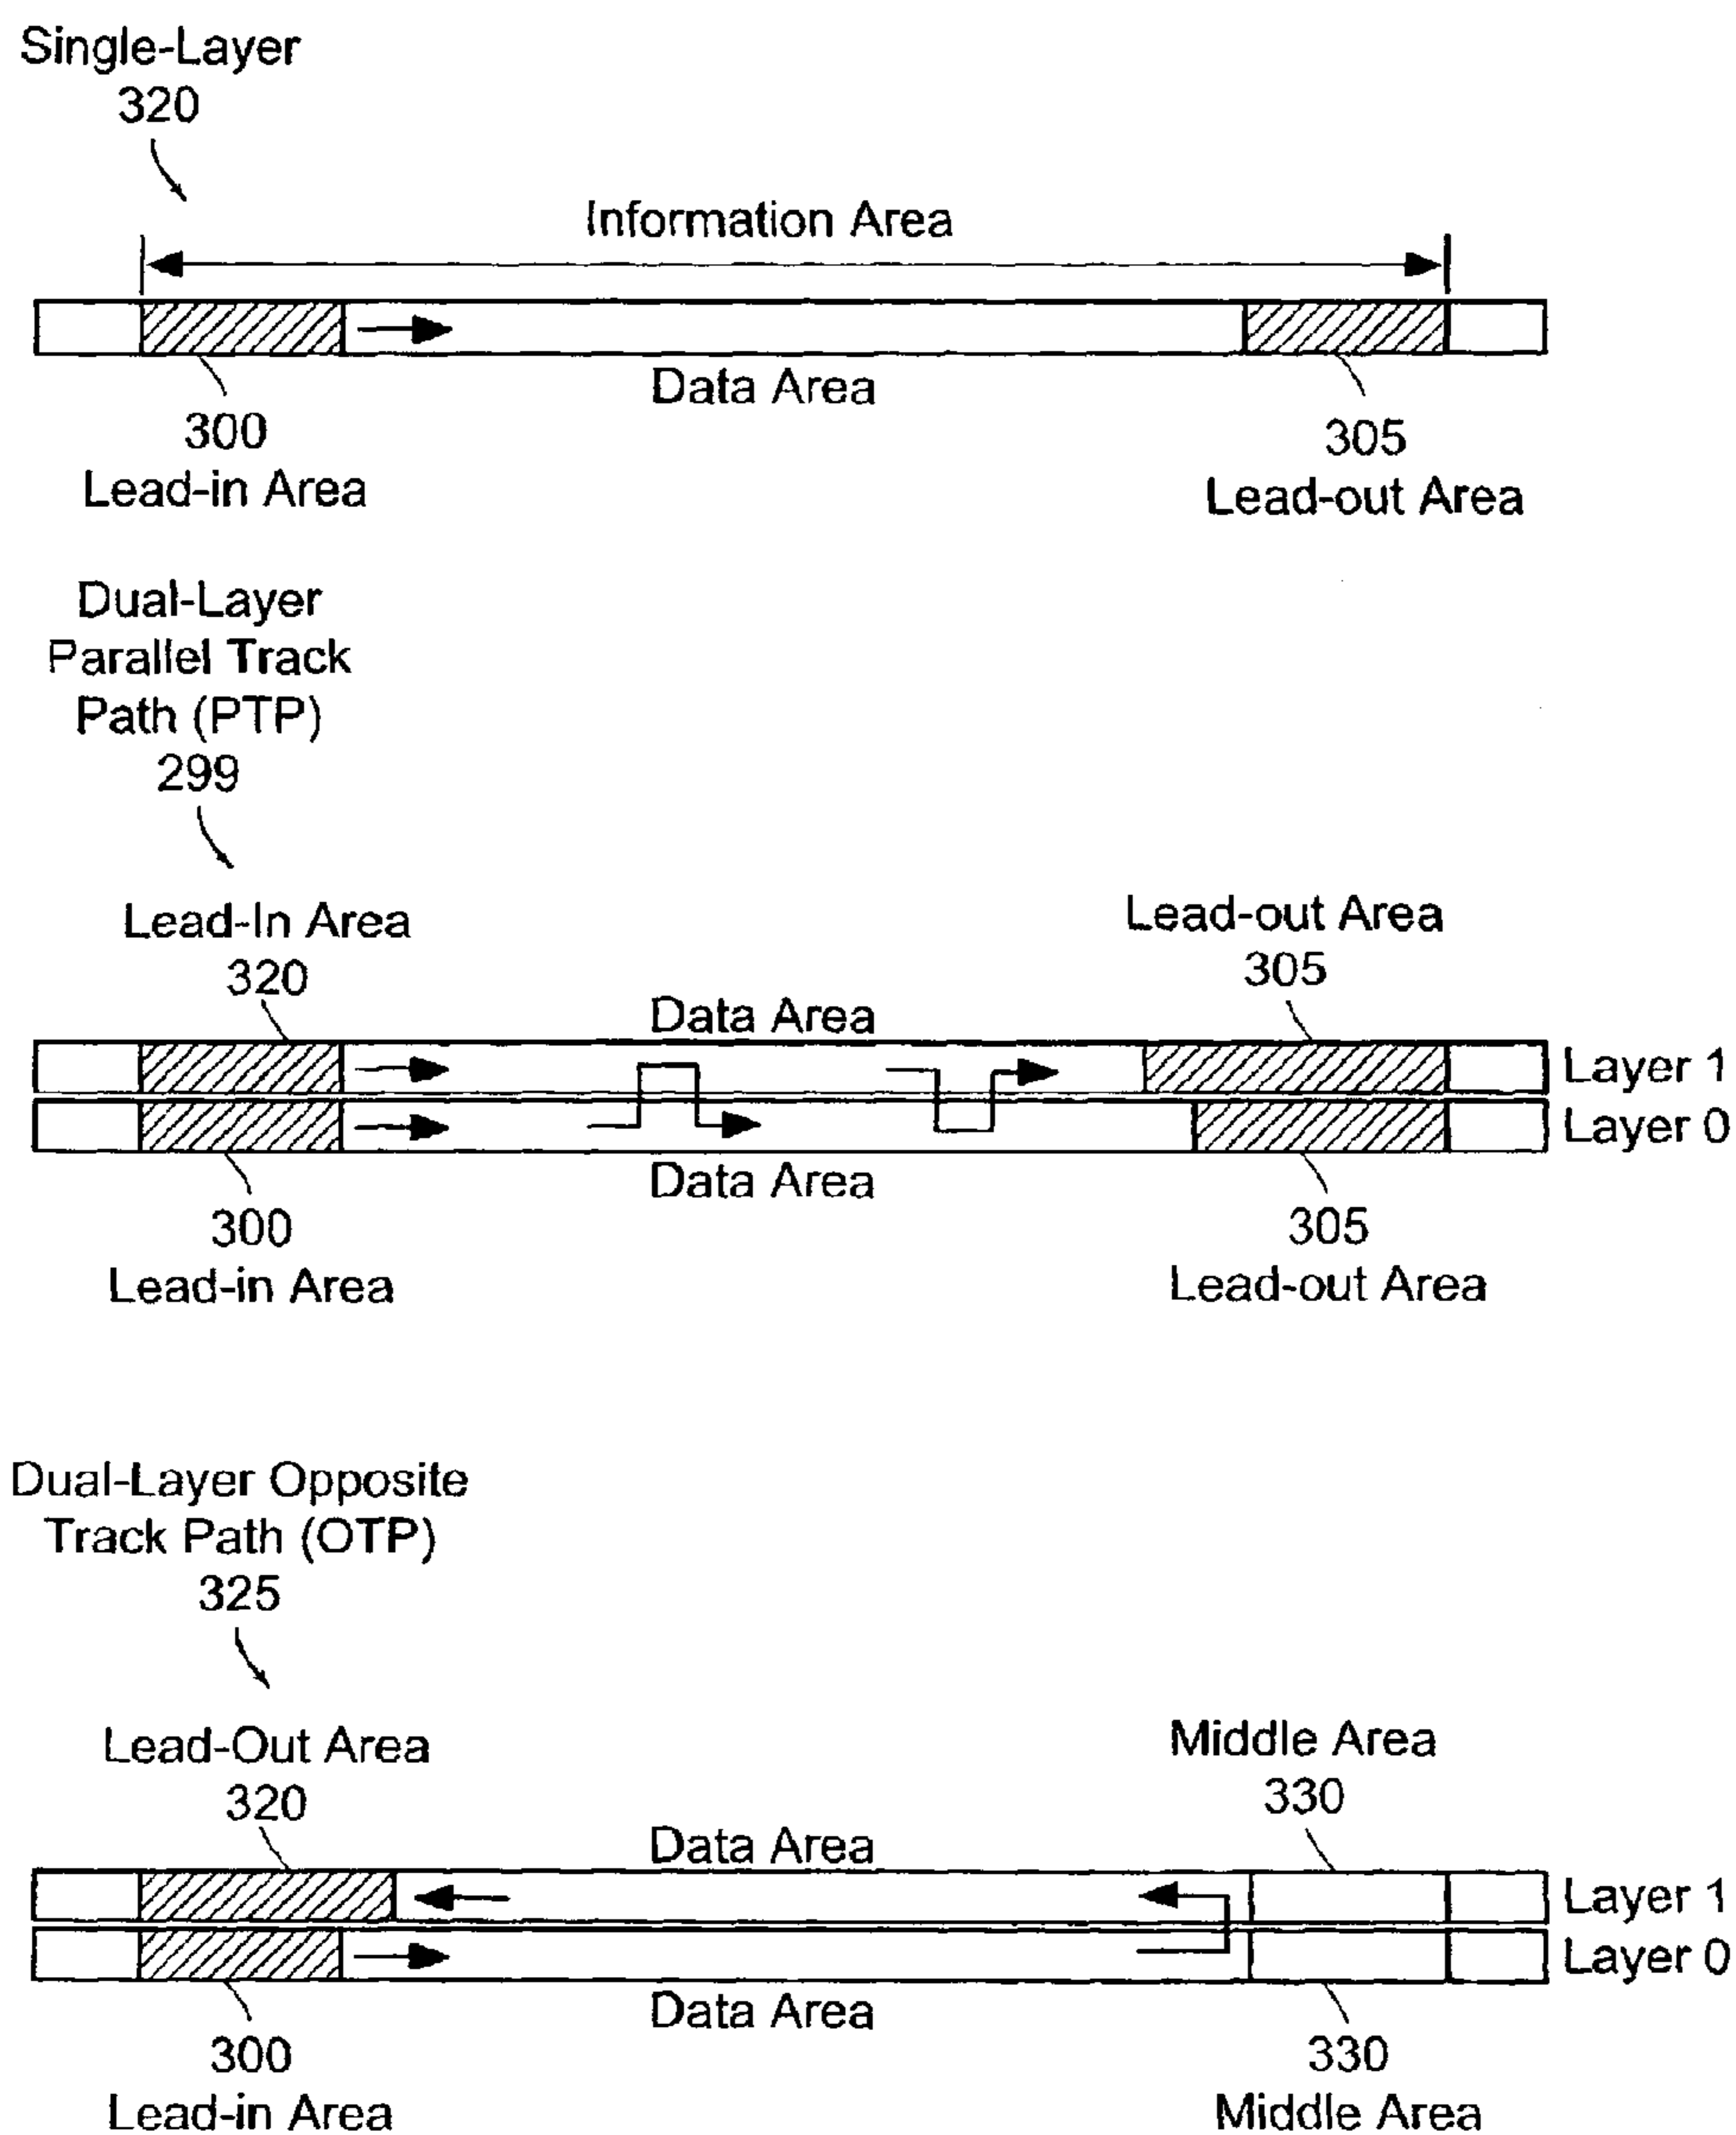 Single-Layer
320
Information Area
Data Area
300
Lead-in Area
305
Lead-out Area
Dual-Layer
Parallel Track
Path (PTP)
299
Lead-In Area
320
Lead-out Area
305
Data Area
Layer 1
Layer 0
Data Area
300
Lead-in Area
305
Lead-out Area
Dual-Layer Opposite
Track Path (OTP)
325
Lead-Out Area
320
Middle Area
330
Data Area
Layer 1
Layer 0
Data Area
300
Lead-in Area
330
Middle Area